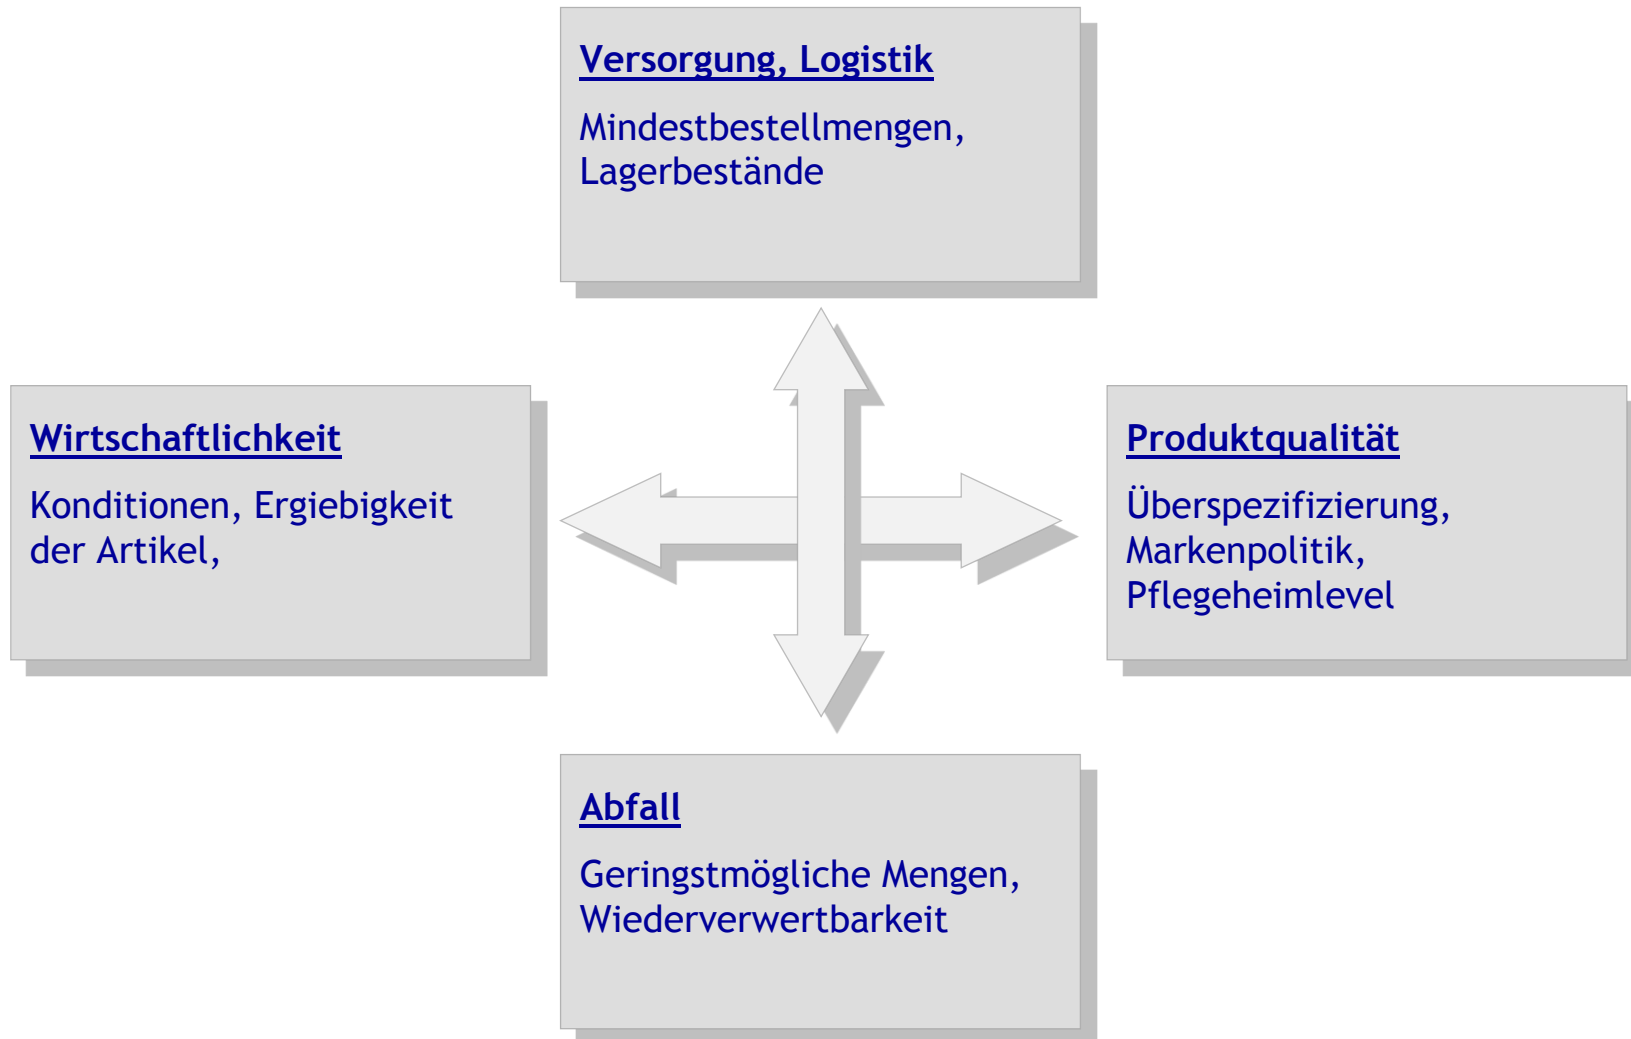 Versorgung, Logistik
Mindestbestellmengen,
Lagerbestände
Wirtschaftlichkeit
Konditionen, Ergiebigkeit
der Artikel,
Produktqualität
Überspezifizierung,
Markenpolitik,
Pflegeheimlevel
Abfall
Geringstmögliche Mengen,
Wiederverwertbarkeit